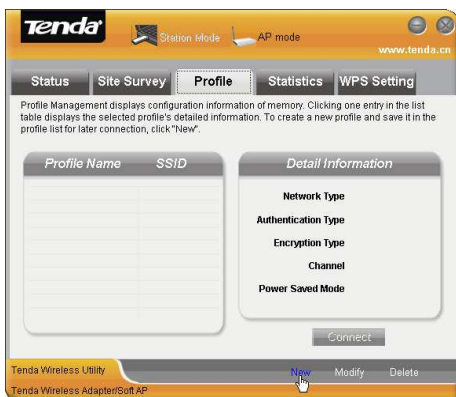 Tenda
Station Mode AP mode
www.tenda.cn
Status Site Survey Profile Statistics WPS Setting
Profile Management displays configuration information of memory. Clicking one entry in the list
table displays the selected profile's detailed information. To create a new profile and save it in the
profile list for later connection, click "New".
Profile Name SSID Detail Information
Network Type
Authentication Type
Encryption Type
Channel
Power Saved Mode
Connect
Tenda Wireless Utility New Modify Delete
Tenda Wireless Adapter/Soft AP